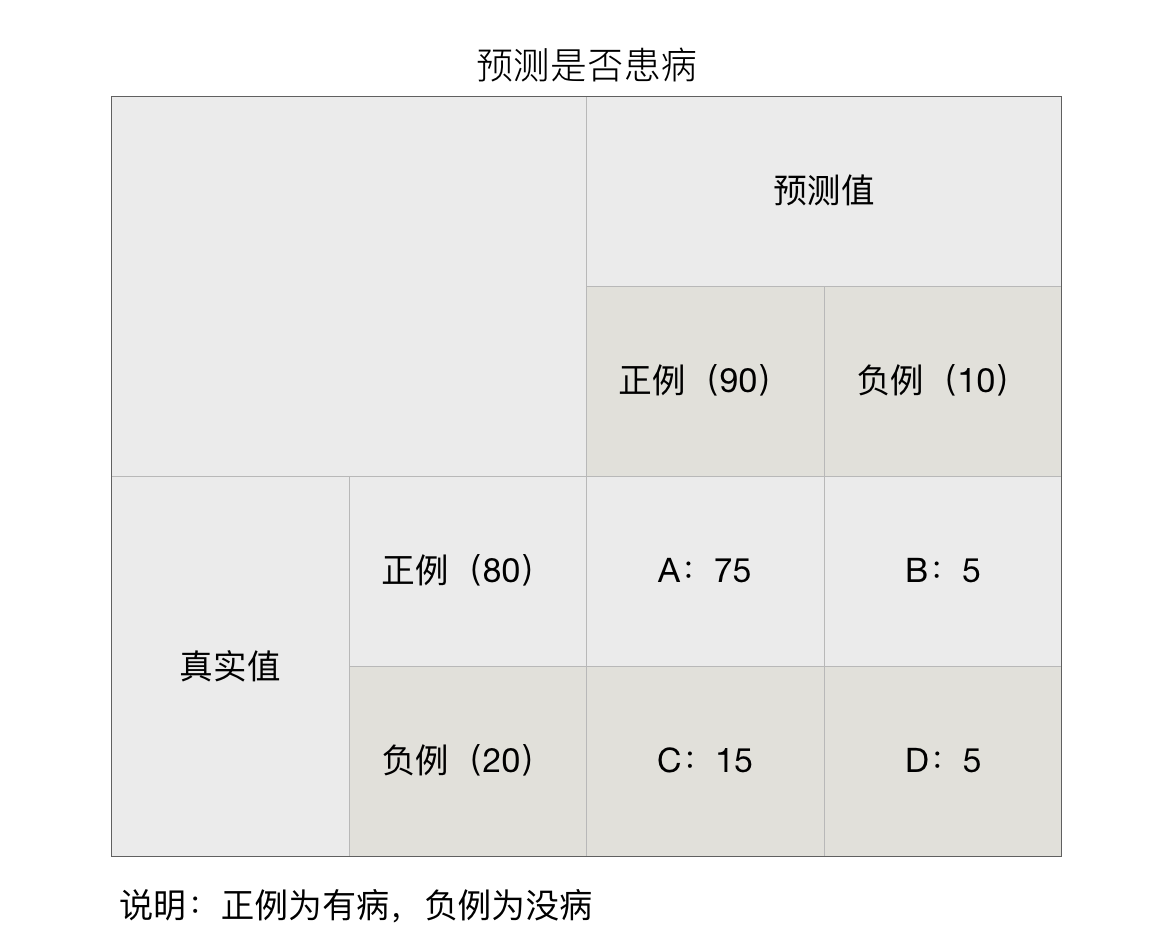 预测是否患病
预测值
正例（90） 负例（10）
正例（80） A：75 B：5
真实值
负例（20） C：15 D：5
说明：正例为有病，负例为没病